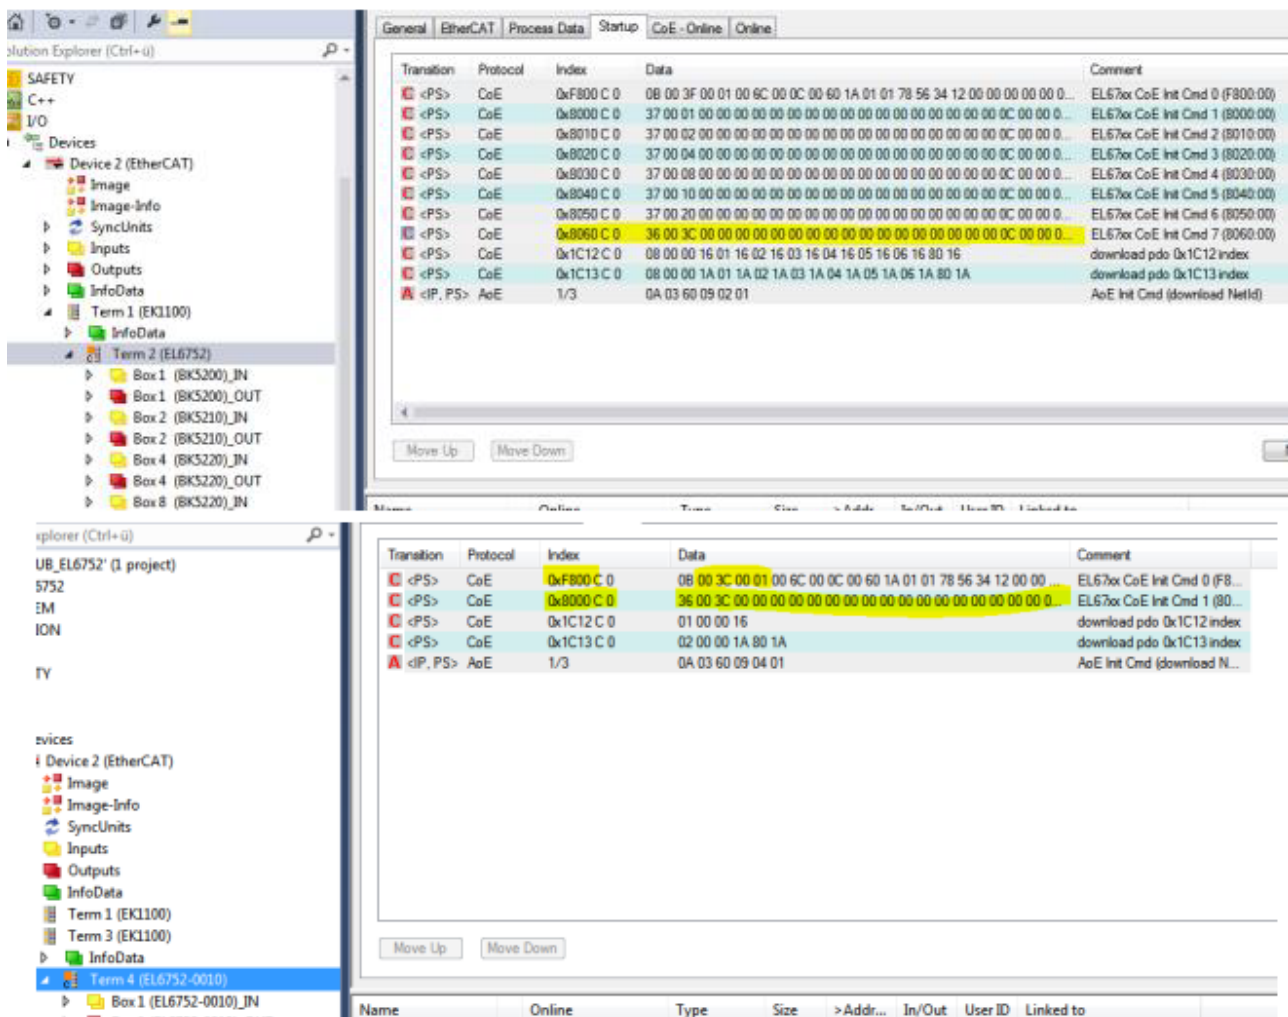 General EtherCAT Process Data Startup CoE - Online Online
olution Explorer (Ctrl+ü)
SAFETY
C++
I/O
Devices
Device 2 (EtherCAT)
Image
Image-Info
SyncUnits
Inputs
Outputs
InfoData
Term 1 (EK1100)
InfoData
Term 2 (EL6752)
Box 1 (BK5200)_IN
Box 1 (BK5200)_OUT
Box 2 (BK5210)_IN
Box 2 (BK5210)_OUT
Box 4 (BK5220)_IN
Box 4 (BK5220)_OUT
Box 8 (BK5220)_IN
Transition Protocol Index Data Comment
C <PS> CoE 0xF800 C 0 0B 00 3F 00 01 00 6C 00 0C 00 60 1A 01 01 78 56 34 12 00 00 00 00 00 0... EL67xx CoE Init Cmd 0 (F800:00)
C <PS> CoE 0x8000 C 0 37 00 01 00 00 00 00 00 00 00 00 00 00 00 00 00 00 00 00 0C 00 00 0... EL67xx CoE Init Cmd 1 (8000:00)
C <PS> CoE 0x8010 C 0 37 00 02 00 00 00 00 00 00 00 00 00 00 00 00 00 00 00 00 0C 00 00 0... EL67xx CoE Init Cmd 2 (8010:00)
C <PS> CoE 0x8020 C 0 37 00 04 00 00 00 00 00 00 00 00 00 00 00 00 00 00 00 00 0C 00 00 0... EL67xx CoE Init Cmd 3 (8020:00)
C <PS> CoE 0x8030 C 0 37 00 08 00 00 00 00 00 00 00 00 00 00 00 00 00 00 00 00 0C 00 00 0... EL67xx CoE Init Cmd 4 (8030:00)
C <PS> CoE 0x8040 C 0 37 00 10 00 00 00 00 00 00 00 00 00 00 00 00 00 00 00 00 0C 00 00 0... EL67xx CoE Init Cmd 5 (8040:00)
C <PS> CoE 0x8050 C 0 37 00 20 00 00 00 00 00 00 00 00 00 00 00 00 00 00 00 00 0C 00 00 0... EL67xx CoE Init Cmd 6 (8050:00)
C <PS> CoE 0x8060 C 0 36 00 3C 00 00 00 00 00 00 00 00 00 00 00 00 00 00 00 00 0C 00 00 0... EL67xx CoE Init Cmd 7 (8060:00)
C <PS> CoE 0x1C12 C 0 08 00 00 16 01 16 02 16 03 16 04 16 05 16 06 16 80 16 download pdo 0x1C12 index
C <PS> CoE 0x1C13 C 0 08 00 00 1A 01 1A 02 1A 03 1A 04 1A 05 1A 06 1A 80 1A download pdo 0x1C13 index
A <IP, PS> AoE 1/3 0A 03 60 09 02 01 AoE Init Cmd (download NetId)
Move Up Move Down
Name Online Type Size >Addr In/Out User ID Linked to
xplorer (Ctrl+ü)
UB_EL6752' (1 project)
6752
EM
ION
TY
evices
Device 2 (EtherCAT)
Image
Image-Info
SyncUnits
Inputs
Outputs
InfoData
Term 1 (EK1100)
Term 3 (EK1100)
InfoData
Term 4 (EL6752-0010)
Box 1 (EL6752-0010)_IN
Transition Protocol Index Data Comment
C <PS> CoE 0xF800 C 0 0B 00 3C 00 01 00 6C 00 0C 00 60 1A 01 01 78 56 34 12 00 00 ... EL67xx CoE Init Cmd 0 (F8...
C <PS> CoE 0x8000 C 0 36 00 3C 00 00 00 00 00 00 00 00 00 00 00 00 00 00 00 00 00 0... EL67xx CoE Init Cmd 1 (80...
C <PS> CoE 0x1C12 C 0 01 00 00 16 download pdo 0x1C12 index
C <PS> CoE 0x1C13 C 0 02 00 00 1A 80 1A download pdo 0x1C13 index
A <IP, PS> AoE 1/3 0A 03 60 09 04 01 AoE Init Cmd (download N...
Move Up Move Down
Name Online Type Size >Addr... In/Out User ID Linked to